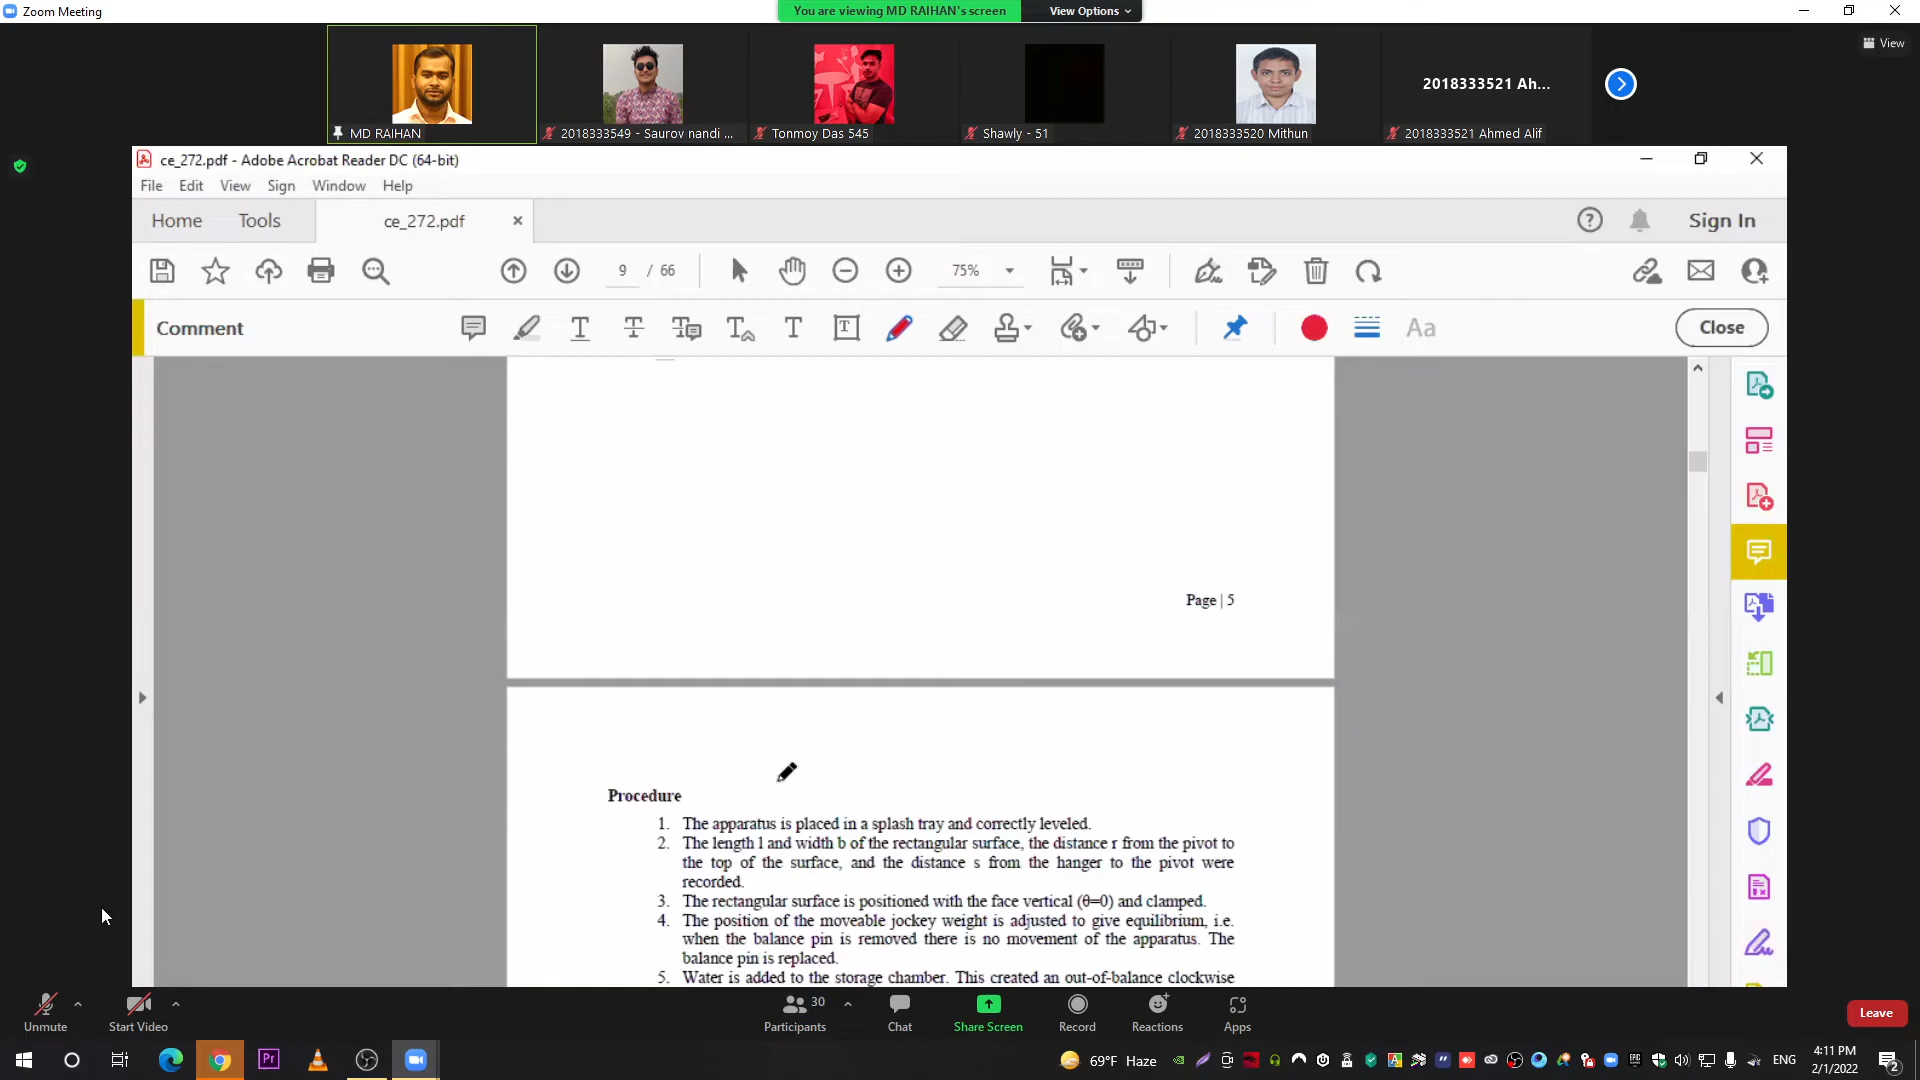 Zoom Meeting
You are viewing MD RAIHAN's screen
View Options
View
MD RAIHAN
2018333549 - Saurov nandi ...
Tonmoy Das 545
Shawly - 51
2018333520 Mithun
2018333521 Ah...
2018333521 Ahmed Alif
ce_272.pdf - Adobe Acrobat Reader DC (64-bit)
File Edit View Sign Window Help
Home Tools ce_272.pdf Sign In
9 / 66 75%
Comment Aa Close
Page | 5
Procedure
1. The apparatus is placed in a splash tray and correctly leveled.
2. The length l and width b of the rectangular surface, the distance r from the pivot to
the top of the surface, and the distance s from the hanger to the pivot were
recorded.
3. The rectangular surface is positioned with the face vertical (θ=0) and clamped.
4. The position of the moveable jockey weight is adjusted to give equilibrium, i.e.
when the balance pin is removed there is no movement of the apparatus. The
balance pin is replaced.
5. Water is added to the storage chamber. This created an out-of-balance clockwise
Unmute
Start Video
30
Participants
Chat
Share Screen
Record
Reactions
Apps
Leave
Pr
69°F Haze
ENG
4:11 PM
2/1/2022
2